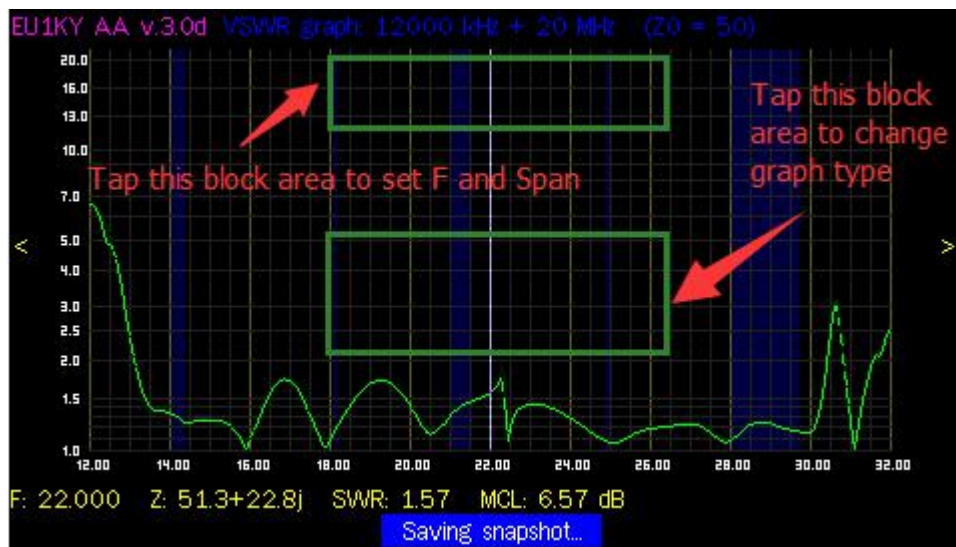 EU1KY AA v.3.0d VSWR graph: 12000 kHz + 20 MHz (Z0 = 50)
20.0
16.0
13.0
10.0
7.0
5.0
4.0
3.0
2.5
2.0
1.5
1.0
Tap this block area to set F and Span
Tap this block
area to change
graph type
<
>
12.00 14.00 16.00 18.00 20.00 22.00 24.00 26.00 28.00 30.00 32.00
F: 22.000 Z: 51.3+22.8j SWR: 1.57 MCL: 6.57 dB
Saving snapshot...